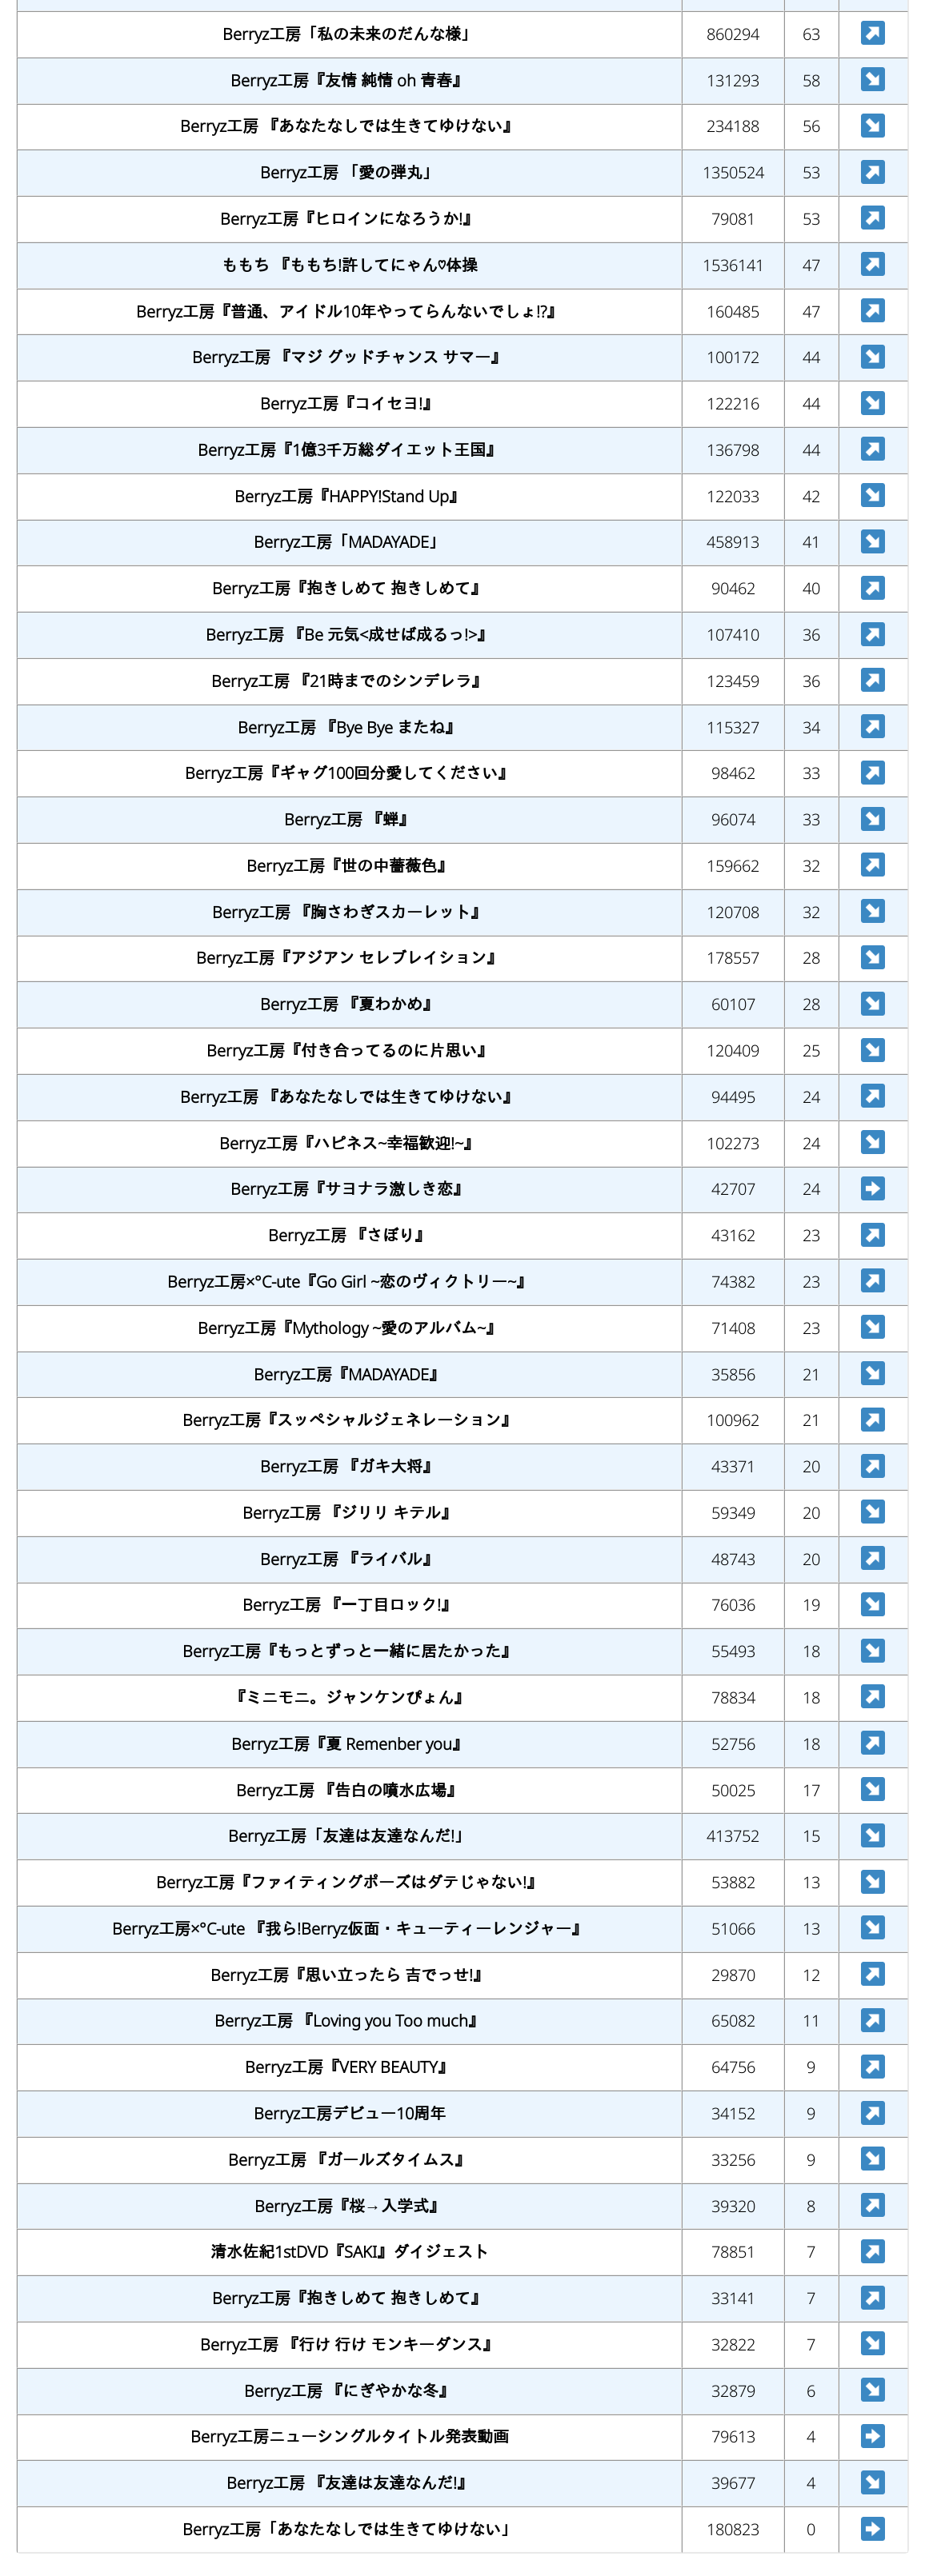 Berryz工房「私の未来のだんな様」 860294 63 ↗
Berryz工房『友情 純情 oh 青春』 131293 58 ↘
Berryz工房 『あなたなしでは生きてゆけない』 234188 56 ↘
Berryz工房 「愛の弾丸」 1350524 53 ↗
Berryz工房『ヒロインになろうか!』 79081 53 ↗
ももち 『ももち!許してにゃん♡体操 1536141 47 ↗
Berryz工房『普通、アイドル10年やってらんないでしょ!?』 160485 47 ↗
Berryz工房 『マジ グッドチャンス サマー』 100172 44 ↘
Berryz工房『コイセヨ!』 122216 44 ↘
Berryz工房『1億3千万総ダイエット王国』 136798 44 ↗
Berryz工房『HAPPY!Stand Up』 122033 42 ↘
Berryz工房「MADAYADE」 458913 41 ↘
Berryz工房『抱きしめて 抱きしめて』 90462 40 ↗
Berryz工房 『Be 元気<成せば成るっ!>』 107410 36 ↗
Berryz工房 『21時までのシンデレラ』 123459 36 ↗
Berryz工房 『Bye Bye またね』 115327 34 ↗
Berryz工房『ギャグ100回分愛してください』 98462 33 ↗
Berryz工房 『蝉』 96074 33 ↘
Berryz工房『世の中薔薇色』 159662 32 ↗
Berryz工房 『胸さわぎスカーレット』 120708 32 ↘
Berryz工房『アジアン セレブレイション』 178557 28 ↘
Berryz工房 『夏わかめ』 60107 28 ↘
Berryz工房『付き合ってるのに片思い』 120409 25 ↘
Berryz工房 『あなたなしでは生きてゆけない』 94495 24 ↗
Berryz工房『ハピネス~幸福歓迎!~』 102273 24 ↘
Berryz工房『サヨナラ激しき恋』 42707 24 ➡
Berryz工房 『さぼり』 43162 23 ↗
Berryz工房×°C-ute『Go Girl ~恋のヴィクトリー~』 74382 23 ↗
Berryz工房『Mythology ~愛のアルバム~』 71408 23 ↘
Berryz工房『MADAYADE』 35856 21 ↘
Berryz工房『スッペシャルジェネレーション』 100962 21 ↗
Berryz工房 『ガキ大将』 43371 20 ↗
Berryz工房 『ジリリ キテル』 59349 20 ↘
Berryz工房 『ライバル』 48743 20 ↗
Berryz工房 『一丁目ロック!』 76036 19 ↘
Berryz工房『もっとずっと一緒に居たかった』 55493 18 ↘
『ミニモニ。ジャンケンぴょん』 78834 18 ↗
Berryz工房『夏 Remenber you』 52756 18 ↗
Berryz工房 『告白の噴水広場』 50025 17 ↘
Berryz工房「友達は友達なんだ!」 413752 15 ↘
Berryz工房『ファイティングポーズはダテじゃない!』 53882 13 ↘
Berryz工房×°C-ute 『我ら!Berryz仮面・キューティーレンジャー』 51066 13 ↘
Berryz工房『思い立ったら 吉でっせ!』 29870 12 ↗
Berryz工房 『Loving you Too much』 65082 11 ↗
Berryz工房『VERY BEAUTY』 64756 9 ↗
Berryz工房デビュー10周年 34152 9 ↗
Berryz工房 『ガールズタイムス』 33256 9 ↘
Berryz工房『桜→入学式』 39320 8 ↗
清水佐紀1stDVD『SAKI』ダイジェスト 78851 7 ↗
Berryz工房『抱きしめて 抱きしめて』 33141 7 ↗
Berryz工房 『行け 行け モンキーダンス』 32822 7 ↘
Berryz工房 『にぎやかな冬』 32879 6 ↘
Berryz工房ニューシングルタイトル発表動画 79613 4 ➡
Berryz工房 『友達は友達なんだ!』 39677 4 ↘
Berryz工房「あなたなしでは生きてゆけない」 180823 0 ➡